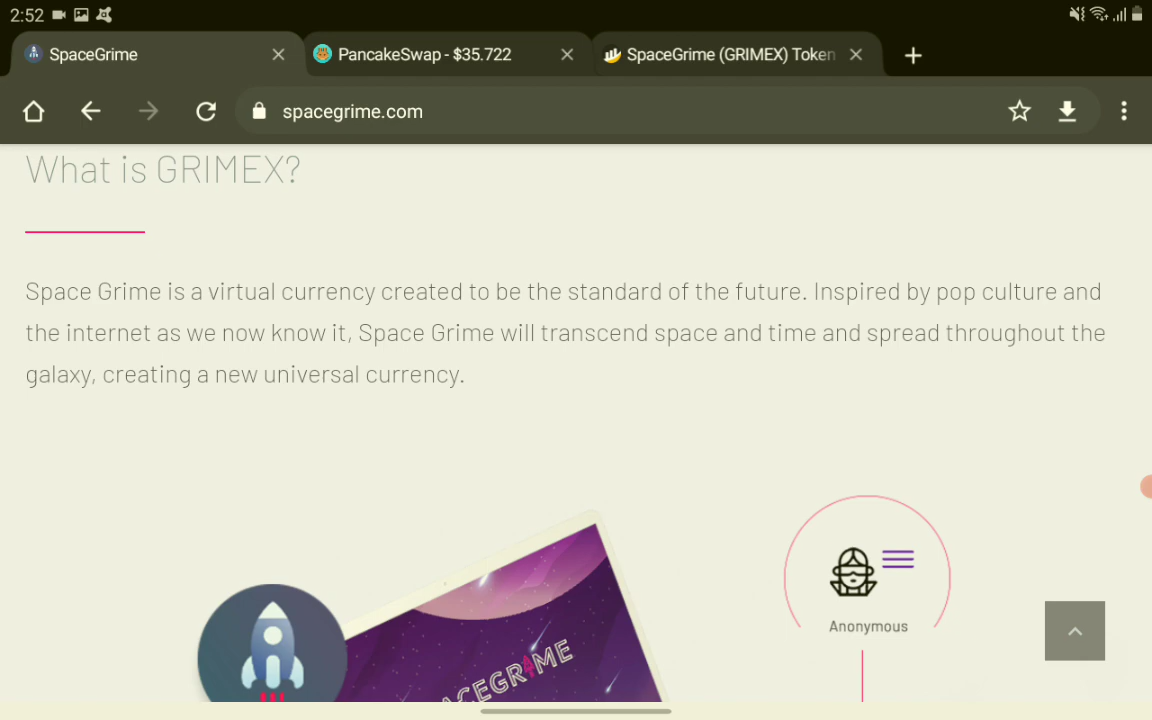 2:52
SpaceGrime
PancakeSwap - $35.722
SpaceGrime (GRIMEX) Token
spacegrime.com
What is GRIMEX?
Space Grime is a virtual currency created to be the standard of the future. Inspired by pop culture and
the internet as we now know it, Space Grime will transcend space and time and spread throughout the
galaxy, creating a new universal currency.
Anonymous
ACEGRIME